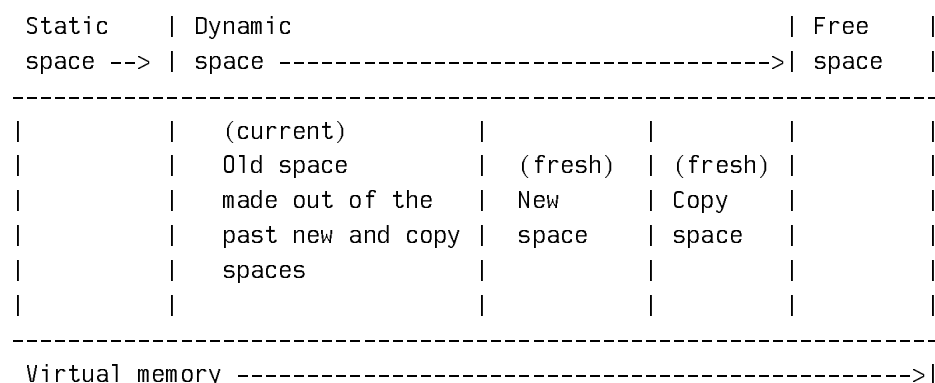 Static    | Dynamic                                   | Free    |
space --> | space ----------------------------------->| space   |
------------------------------------------------------------------
|          |   (current)         |           |         |         |
|          |   Old space         |  (fresh)  | (fresh) |         |
|          |   made out of the   |  New      | Copy    |         |
|          |   past new and copy |  space    | space   |         |
|          |   spaces            |           |         |         |
|          |                     |           |         |         |
------------------------------------------------------------------
Virtual memory ------------------------------------------------>|